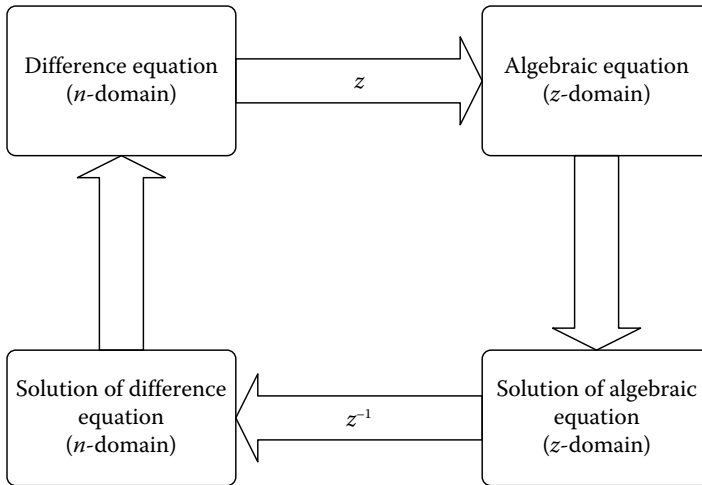 Difference equation
(n-domain)
z
Algebraic equation
(z-domain)
Solution of difference
equation
(n-domain)
z⁻¹
Solution of algebraic
equation
(z-domain)